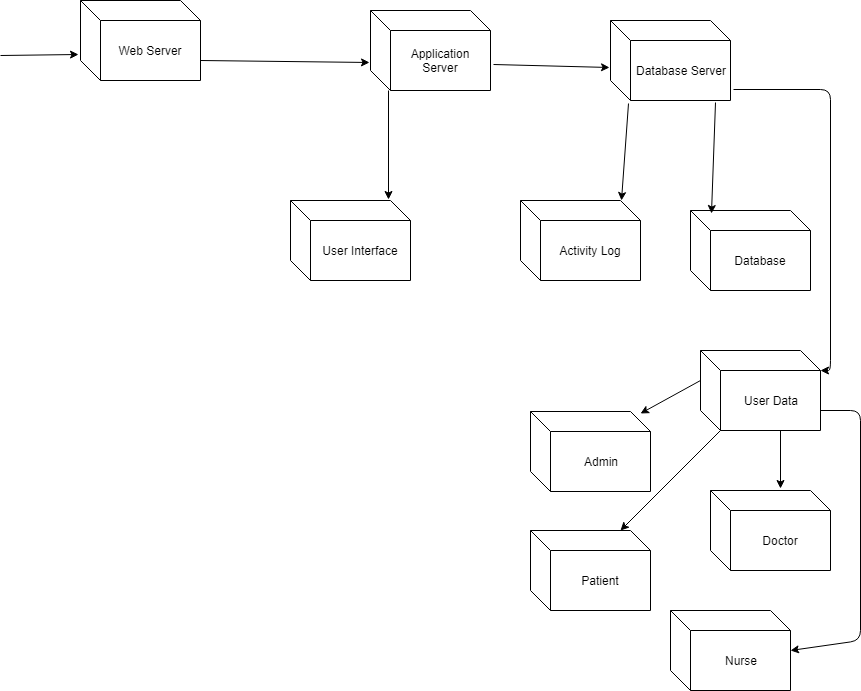 Web Server
Application
Server
Database Server
User Interface
Activity Log
Database
User Data
Admin
Doctor
Patient
Nurse